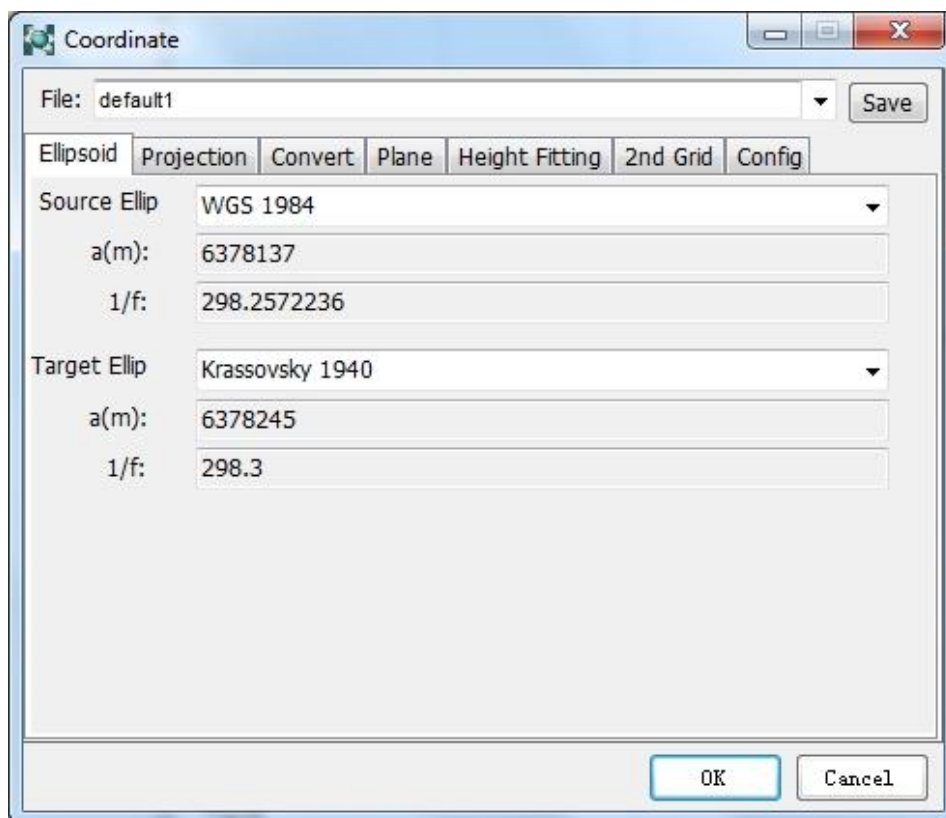 Coordinate
File: default1 Save
Ellipsoid Projection Convert Plane Height Fitting 2nd Grid Config
Source Ellip WGS 1984
a(m): 6378137
1/f: 298.2572236
Target Ellip Krassovsky 1940
a(m): 6378245
1/f: 298.3
OK Cancel